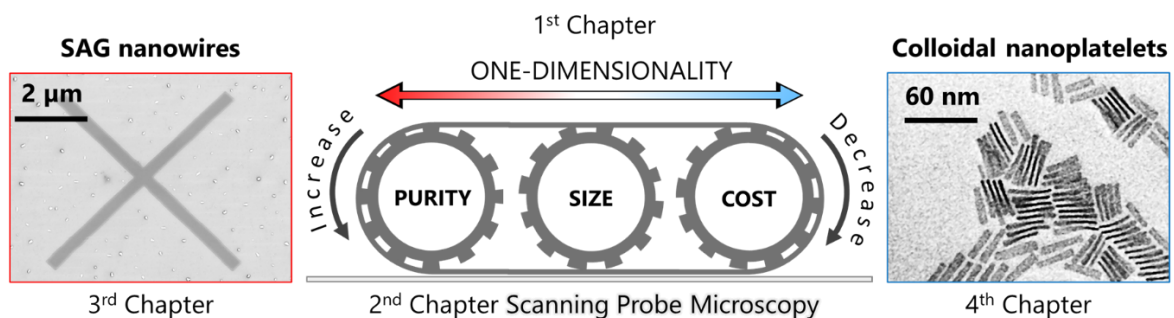 SAG nanowires
2 µm
3rd Chapter
1st Chapter
ONE-DIMENSIONALITY
Increase
PURITY
SIZE
COST
Decrease
2nd Chapter Scanning Probe Microscopy
Colloidal nanoplatelets
60 nm
4th Chapter